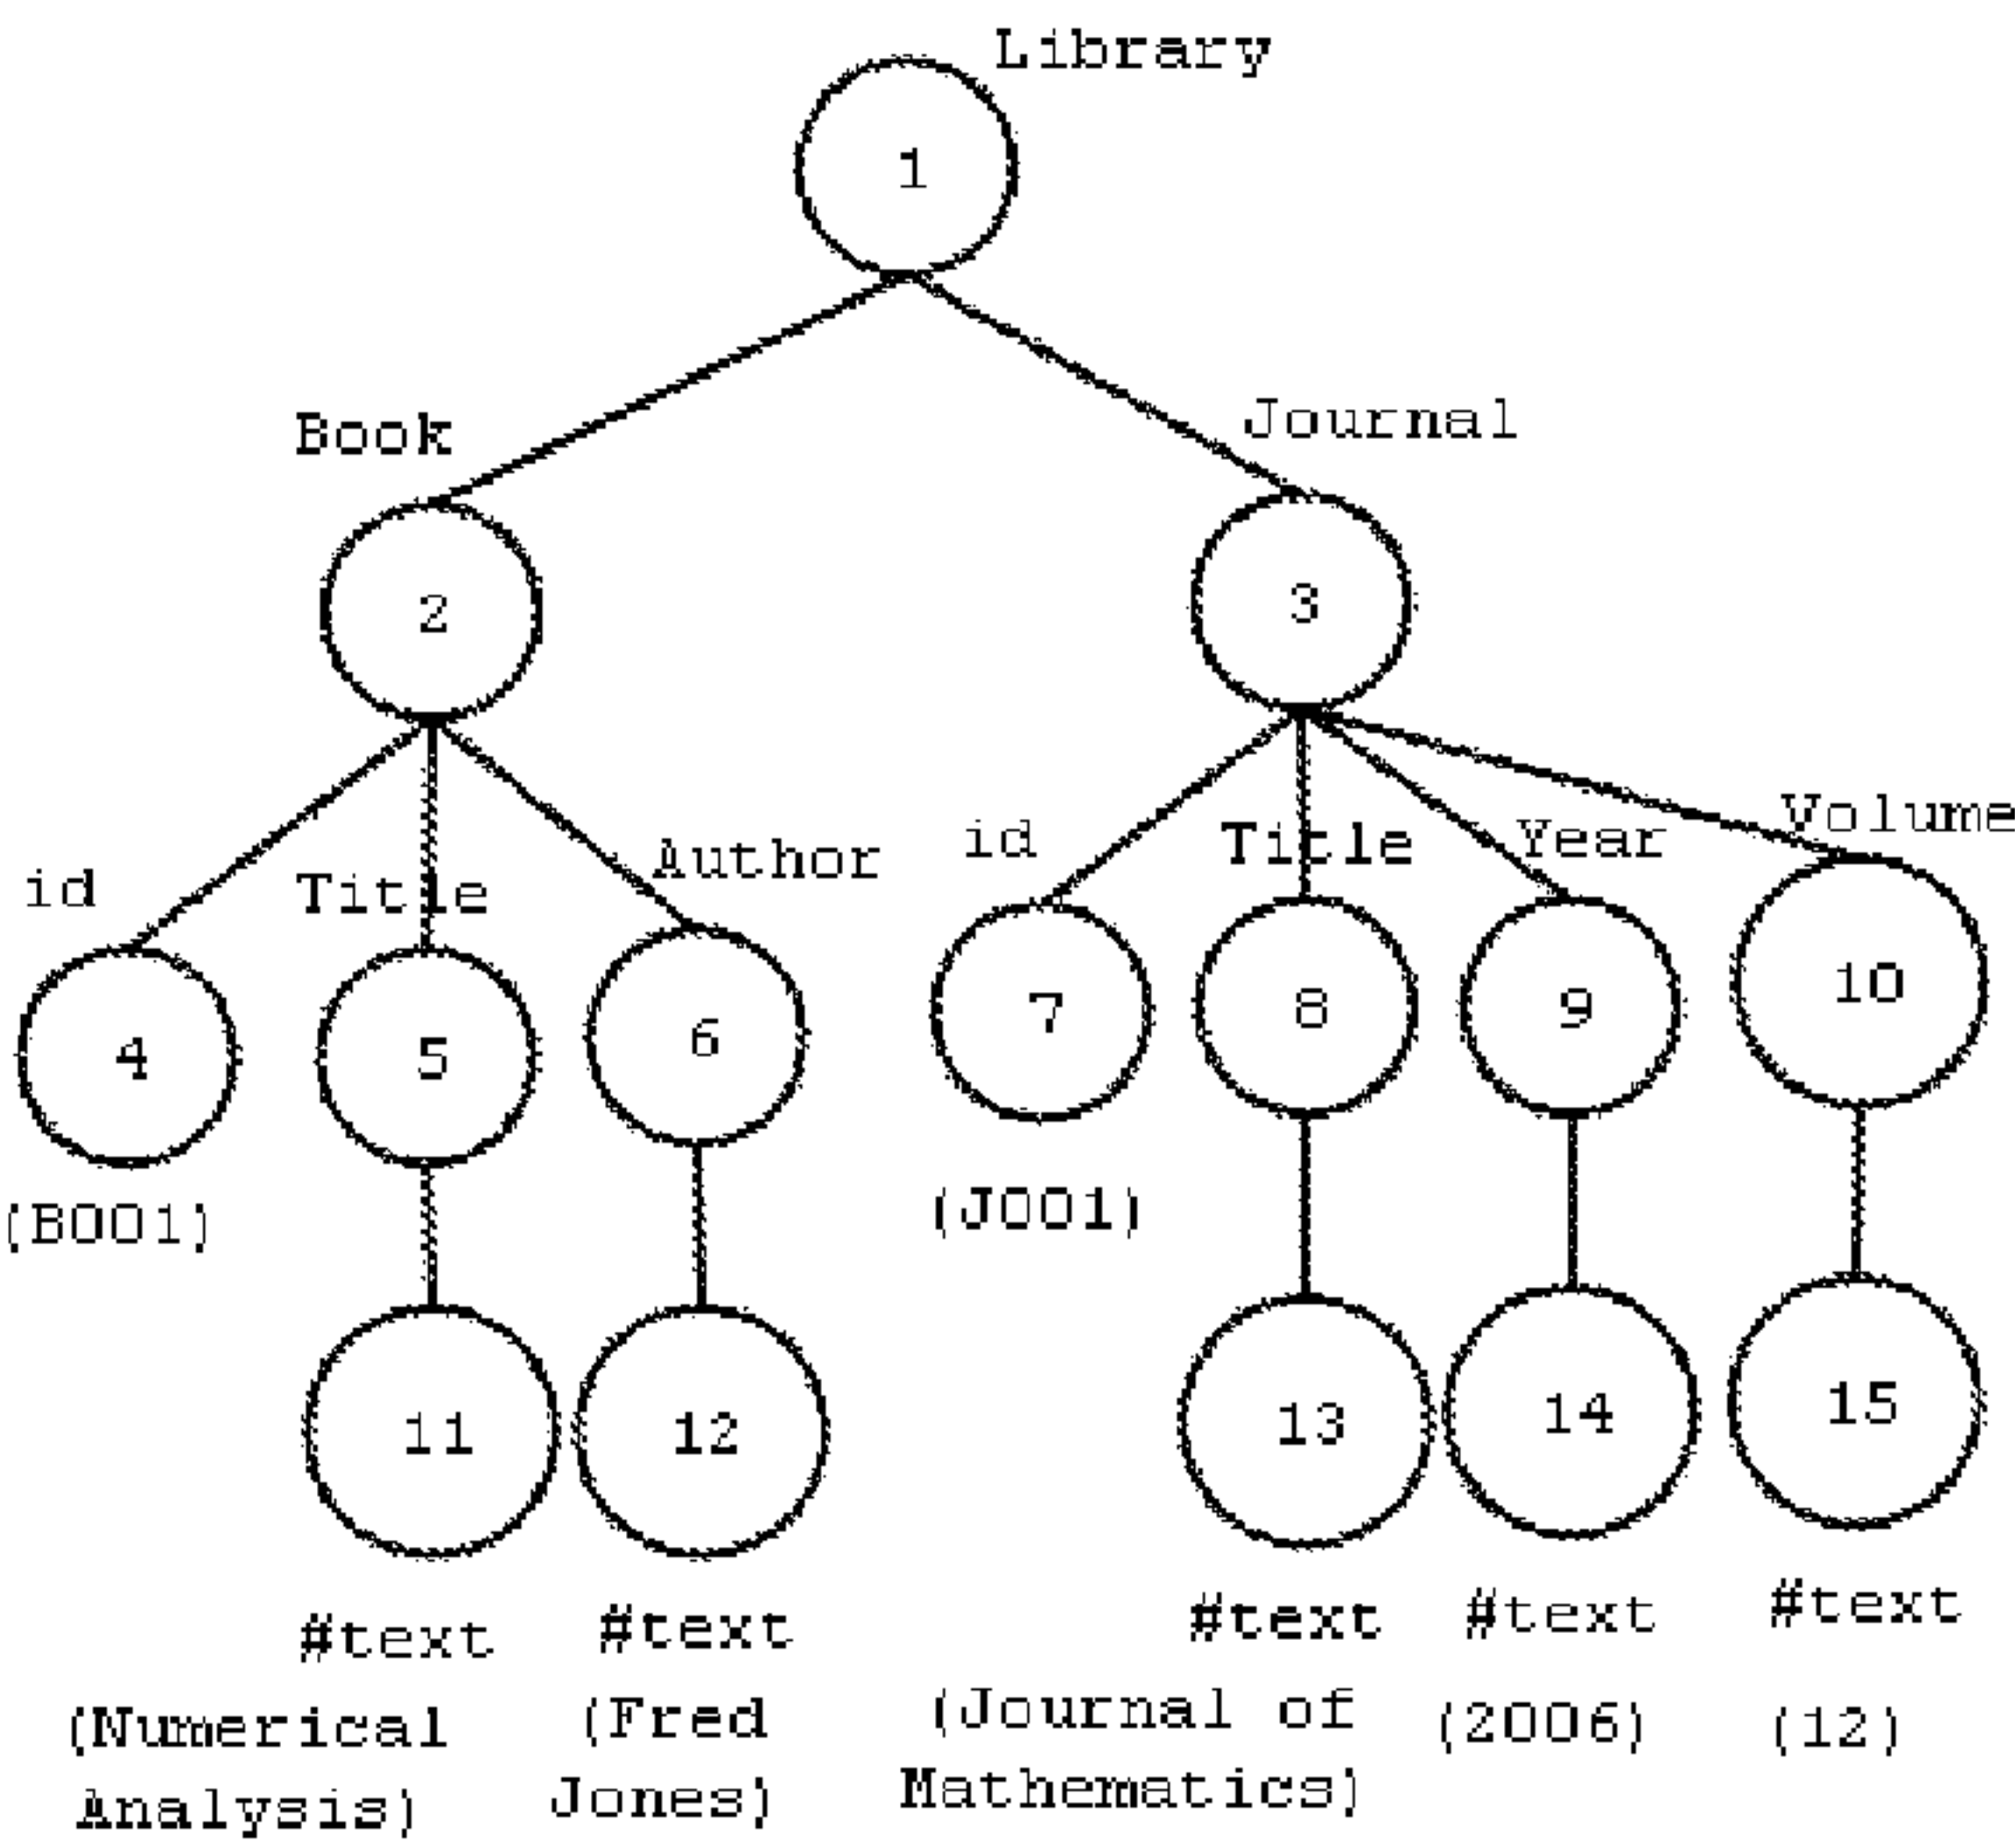 Library
1
Book
Journal
2
3
id
Title
Author
id
Title
Year
Volume
4
5
6
7
8
9
10
(B001)
(J001)
11
12
13
14
15
#text
#text
#text
#text
#text
(Numerical
Analysis)
(Fred
Jones)
(Journal of
Mathematics)
(2006)
(12)